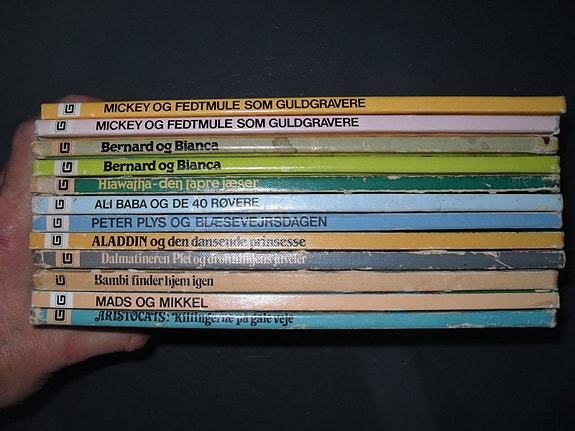 MICKEY OG FEDTMULE SOM GULDGRAVERE
MICKEY OG FEDTMULE SOM GULDGRAVERE
Bernard og Bianca
Bernard og Bianca
Hiawatha-den tapre jæger
ALI BABA OG DE 40 RØVERE
PETER PLYS OG BLÆSEVEJRSDAGEN
ALADDIN og den dansende prinsesse
Dalmatineren Plet og dronningens juveler
Bambi finder hjem igen
MADS OG MIKKEL
ARISTOCATS: Killingerne på gale veje